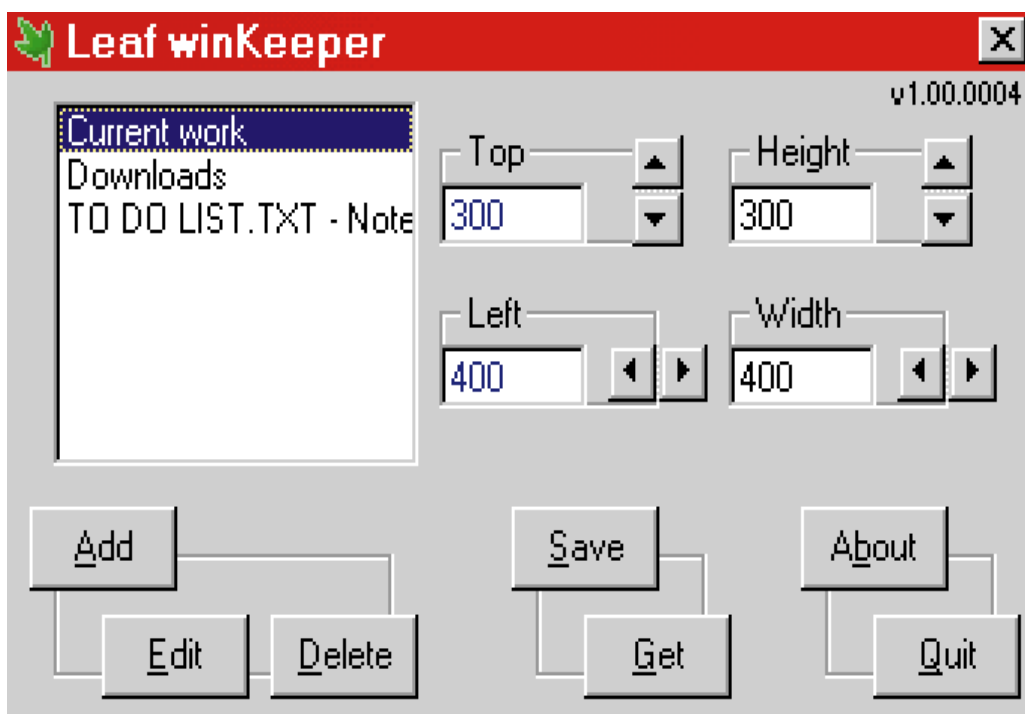 Leaf winKeeper
v1.00.0004
Current work
Downloads
TO DO LIST.TXT - Note
Top
300
Height
300
Left
400
Width
400
Add
Edit
Delete
Save
Get
About
Quit